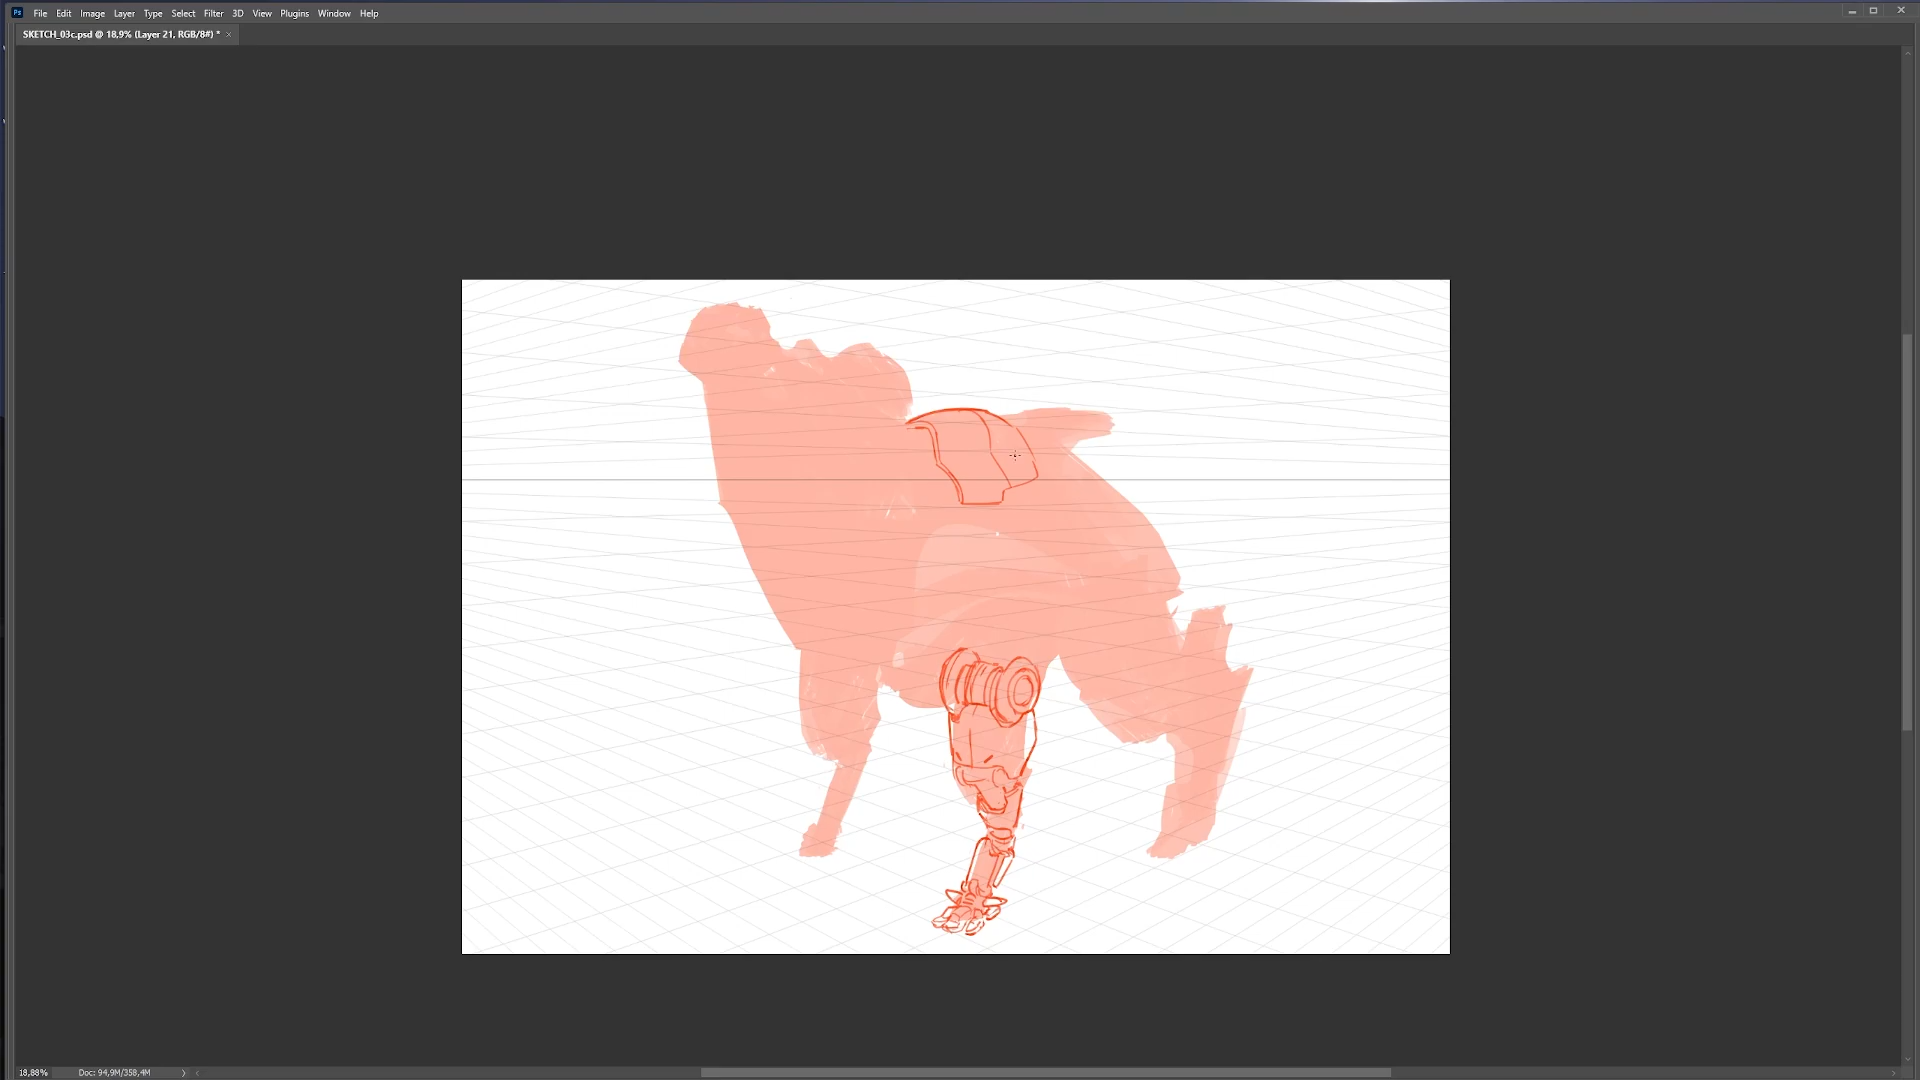 Ps File Edit Image Layer Type Select Filter 3D View Plugins Window Help
SKETCH_03c.psd @ 18,9% (Layer 21, RGB/8#) *
18,88% Doc: 94,9M/358,4M